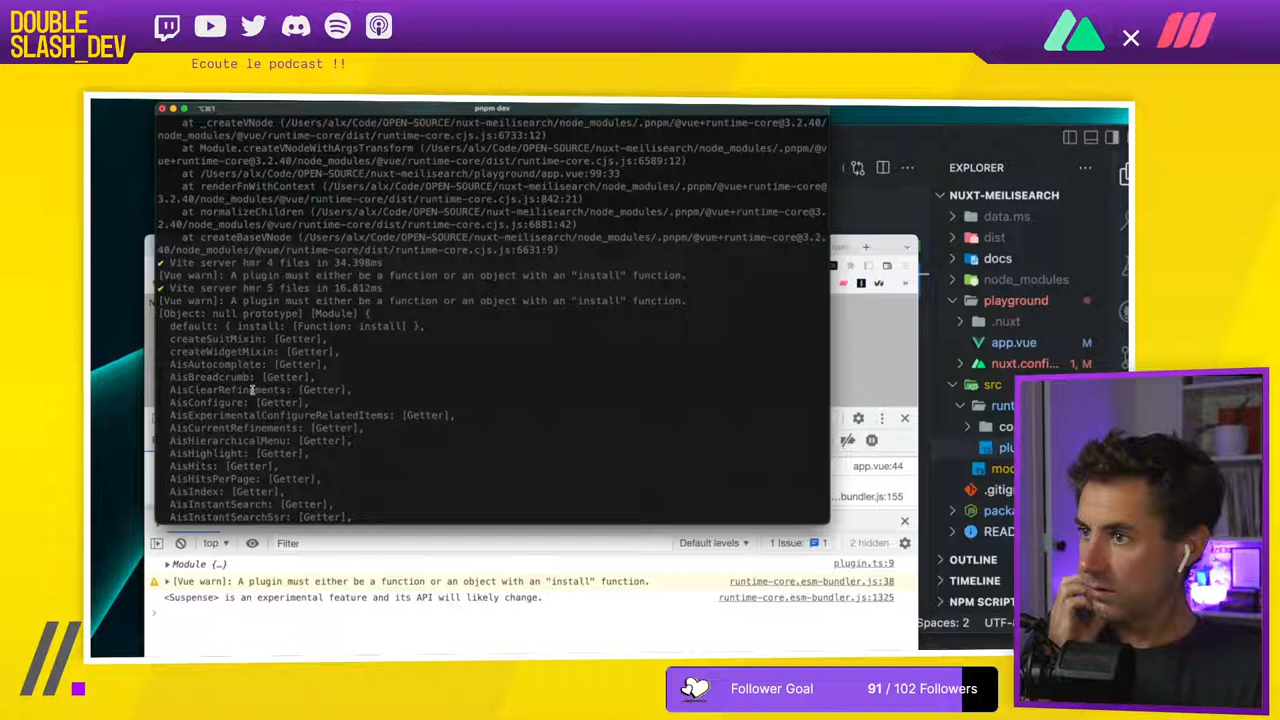 DOUBLE
SLASH_DEV
Ecoute le podcast !!
⌥⌘1
pnpm dev
at _createVNode (/Users/alx/Code/OPEN-SOURCE/nuxt-meilisearch/node_modules/.pnpm/@vue+runtime-core@3.2.40/
node_modules/@vue/runtime-core/dist/runtime-core.cjs.js:6733:12)
at Module.createVNodeWithArgsTransform (/Users/alx/Code/OPEN-SOURCE/nuxt-meilisearch/node_modules/.pnpm/@v
ue+runtime-core@3.2.40/node_modules/@vue/runtime-core/dist/runtime-core.cjs.js:6589:12)
at /Users/alx/Code/OPEN-SOURCE/nuxt-meilisearch/playground/app.vue:99:33
at renderFnWithContext (/Users/alx/Code/OPEN-SOURCE/nuxt-meilisearch/node_modules/.pnpm/@vue+runtime-core@
3.2.40/node_modules/@vue/runtime-core/dist/runtime-core.cjs.js:842:21)
at normalizeChildren (/Users/alx/Code/OPEN-SOURCE/nuxt-meilisearch/node_modules/.pnpm/@vue+runtime-core@3.
2.40/node_modules/@vue/runtime-core/dist/runtime-core.cjs.js:6881:42)
at createBaseVNode (/Users/alx/Code/OPEN-SOURCE/nuxt-meilisearch/node_modules/.pnpm/@vue+runtime-core@3.2.
40/node_modules/@vue/runtime-core/dist/runtime-core.cjs.js:6631:9)
✔ Vite server hmr 4 files in 34.398ms
[Vue warn]: A plugin must either be a function or an object with an "install" function.
✔ Vite server hmr 5 files in 16.812ms
[Vue warn]: A plugin must either be a function or an object with an "install" function.
[Object: null prototype] [Module] {
default: { install: [Function: install] },
createSuitMixin: [Getter],
createWidgetMixin: [Getter],
AisAutocomplete: [Getter],
AisBreadcrumb: [Getter],
AisClearRefinements: [Getter],
AisConfigure: [Getter],
AisExperimentalConfigureRelatedItems: [Getter],
AisCurrentRefinements: [Getter],
AisHierarchicalMenu: [Getter],
AisHighlight: [Getter],
AisHits: [Getter],
AisHitsPerPage: [Getter],
AisIndex: [Getter],
AisInstantSearch: [Getter],
AisInstantSearchSsr: [Getter],
app.vue:44
bundler.js:155
top
Filter
Default levels
1 Issue:
1
2 hidden
Module {…}
plugin.ts:9
[Vue warn]: A plugin must either be a function or an object with an "install" function.
runtime-core.esm-bundler.js:38
<Suspense> is an experimental feature and its API will likely change.
runtime-core.esm-bundler.js:1325
EXPLORER
NUXT-MEILISEARCH
data.ms
dist
docs
node_modules
playground
.nuxt
app.vue
M
nuxt.confi...
1, M
src
runt
co
plu
mod
.gitig
packa
READ
OUTLINE
TIMELINE
NPM SCRIPT
Spaces: 2
UTF-8
Follower Goal
91 / 102 Followers